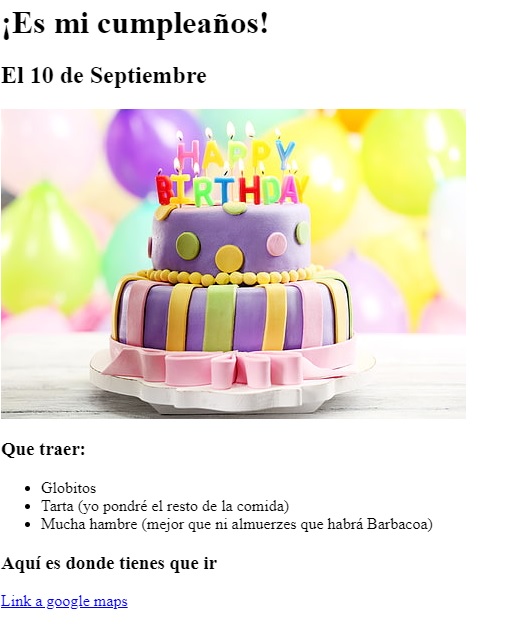 ¡Es mi cumpleaños!
El 10 de Septiembre
HAPPY
BIRTHDAY
Que traer:
Globitos
Tarta (yo pondré el resto de la comida)
Mucha hambre (mejor que ni almuerzes que habrá Barbacoa)
Aquí es donde tienes que ir
Link a google maps